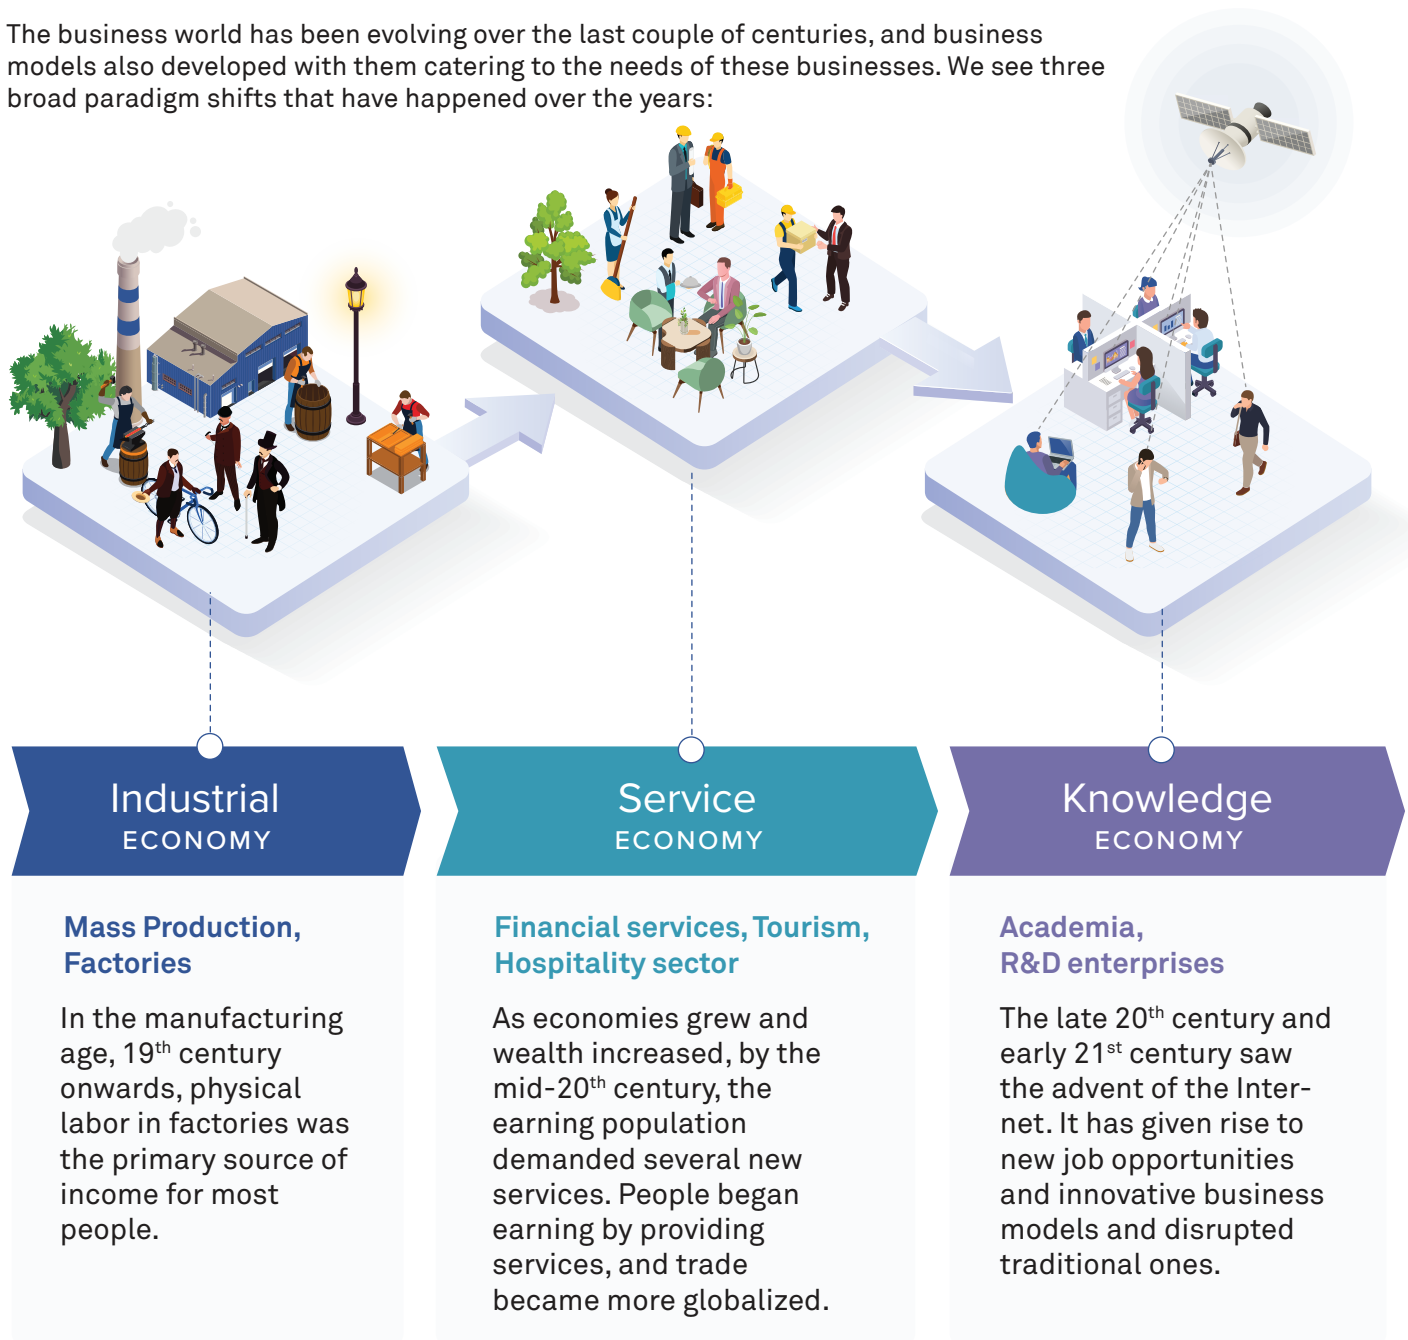 The business world has been evolving over the last couple of centuries, and business
models also developed with them catering to the needs of these businesses. We see three
broad paradigm shifts that have happened over the years:
Industrial
ECONOMY
Mass Production,
Factories
In the manufacturing
age, 19th century
onwards, physical
labor in factories was
the primary source of
income for most
people.
Service
ECONOMY
Financial services, Tourism,
Hospitality sector
As economies grew and
wealth increased, by the
mid-20th century, the
earning population
demanded several new
services. People began
earning by providing
services, and trade
became more globalized.
Knowledge
ECONOMY
Academia,
R&D enterprises
The late 20th century and
early 21st century saw
the advent of the Inter-
net. It has given rise to
new job opportunities
and innovative business
models and disrupted
traditional ones.